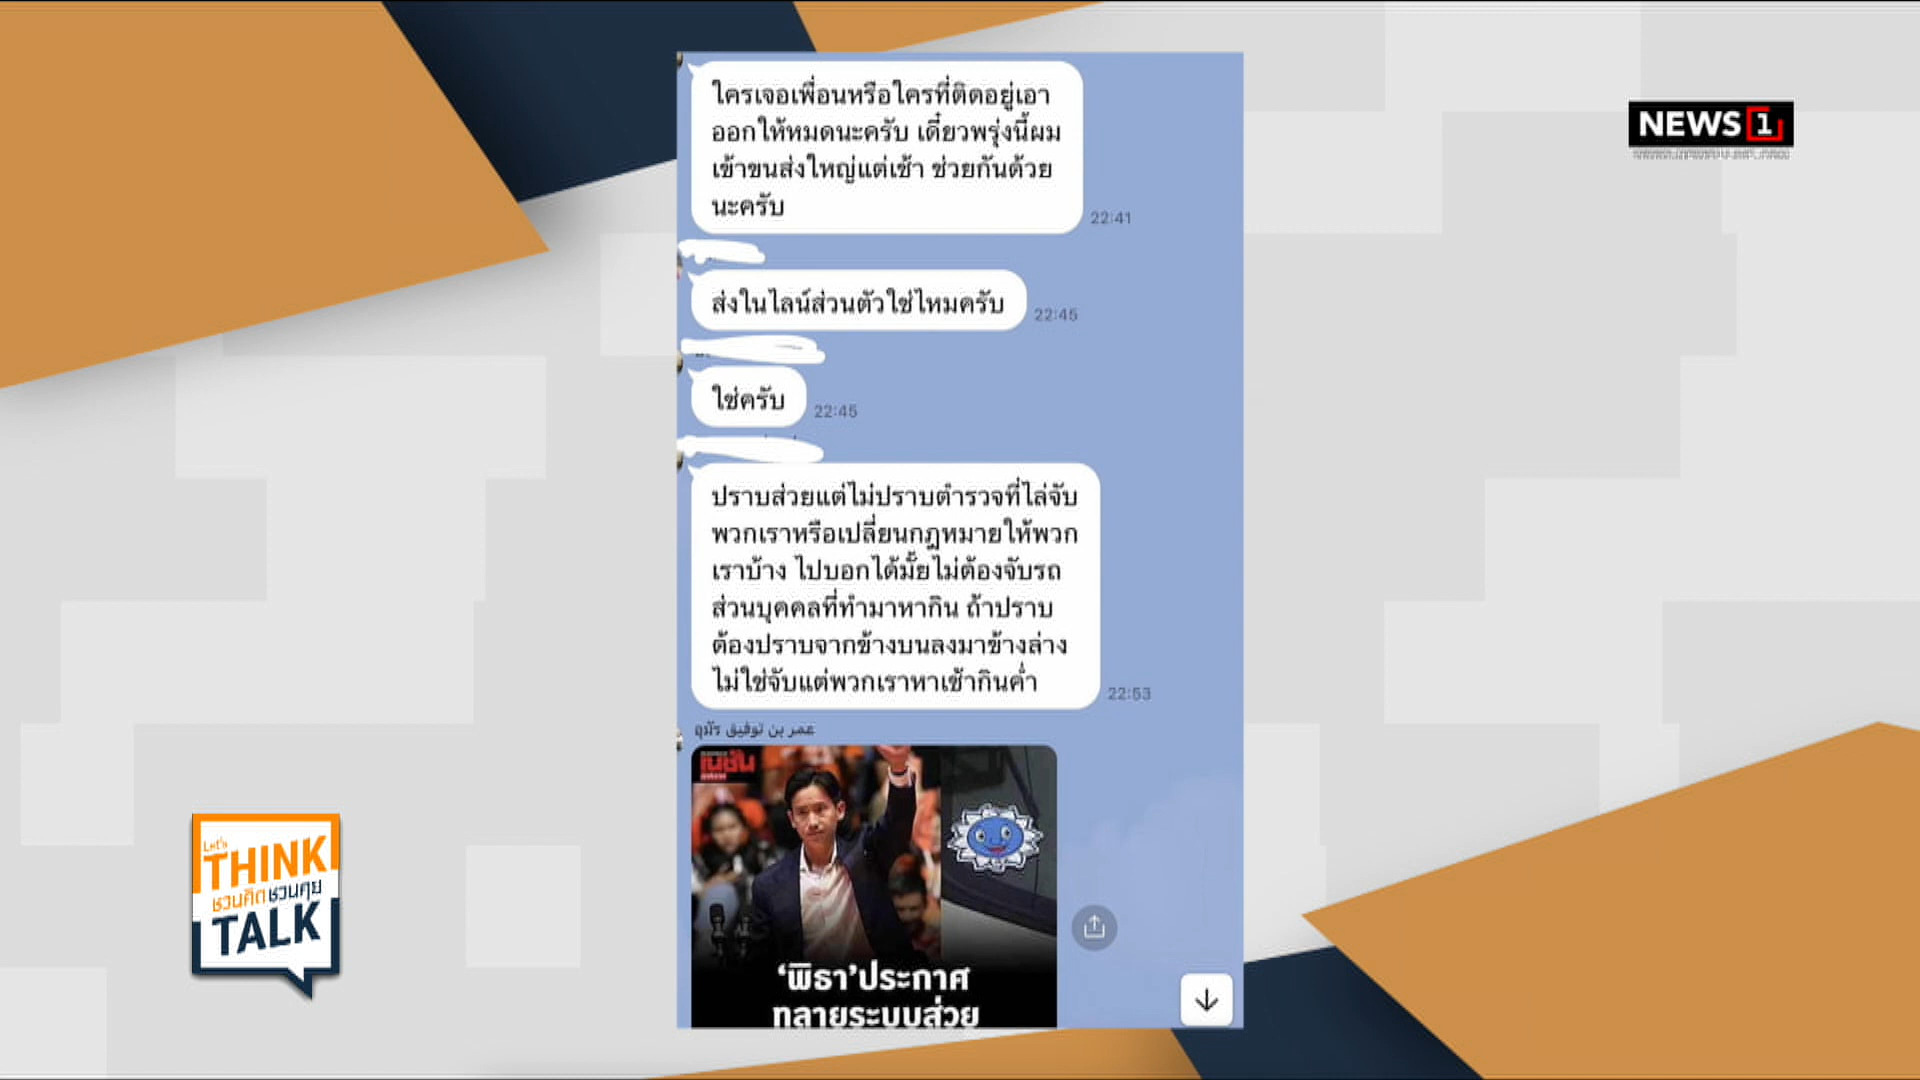 ใครเจอเพื่อนหรือใครที่ติดอยู่เอา
ออกให้หมดนะครับ เดี๋ยวพรุ่งนี้ผม
เข้าขนส่งใหญ่แต่เช้า ช่วยกันด้วย
นะครับ
22:41
NEWS 1
ส่งในไลน์ส่วนตัวใช่ไหมครับ
22:45
ใช่ครับ
22:45
ปราบส่วยแต่ไม่ปราบตำรวจที่ไล่จับ
พวกเราหรือเปลี่ยนกฎหมายให้พวก
เราบ้าง ไปบอกได้มั้ยไม่ต้องจับรถ
ส่วนบุคคลที่ทำมาหากิน ถ้าปราบ
ต้องปราบจากข้างบนลงมาข้างล่าง
ไม่ใช่จับแต่พวกเราหาเช้ากินค่ำ
22:53
อุมัร عمر بن توفيق
เนชั่น
‘พิธา’ประกาศ
ทลายระบบส่วย
Let's
THINK
ชวนคิดชวนคุย
TALK